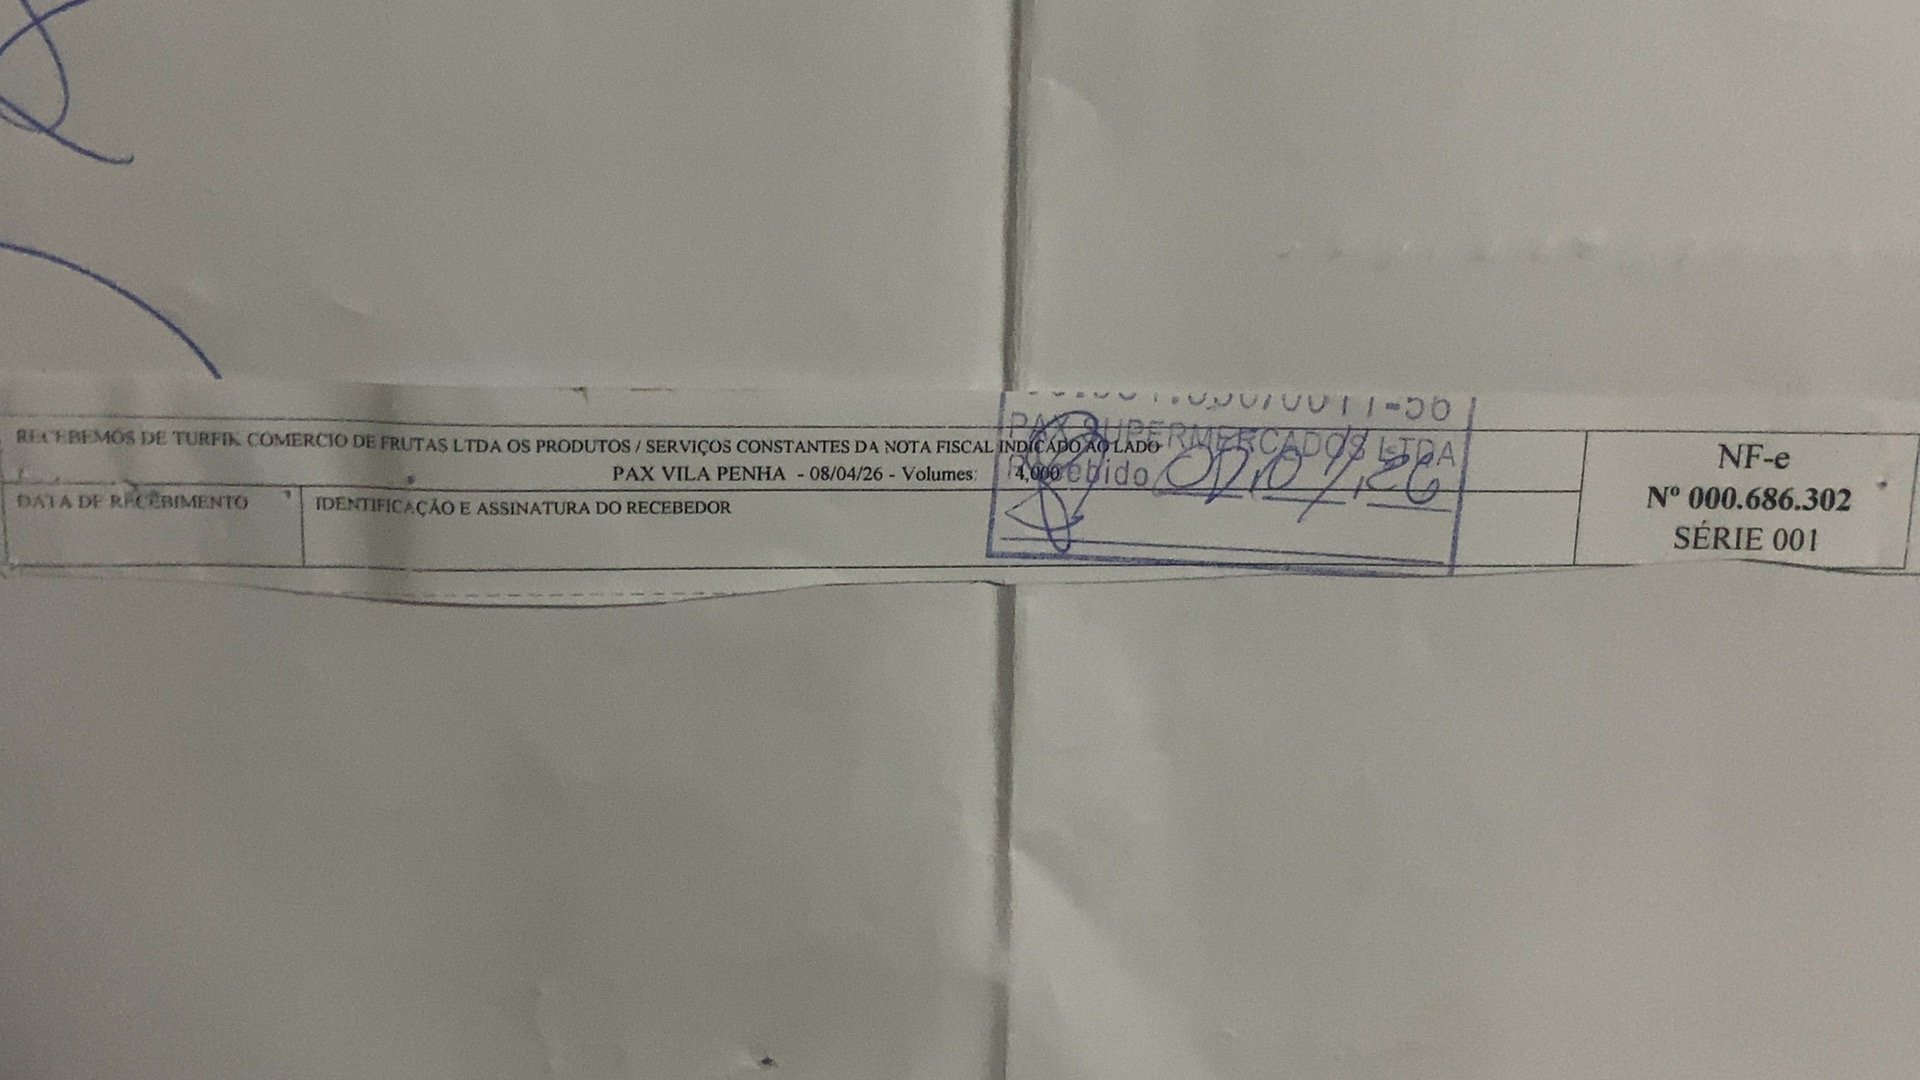 RECEBEMOS DE TURFIK COMERCIO DE FRUTAS LTDA OS PRODUTOS / SERVIÇOS CONSTANTES DA NOTA FISCAL INDICADO AO LADO
PAX VILA PENHA - 08/04/26 - Volumes: 4,000
DATA DE RECEBIMENTO
IDENTIFICAÇÃO E ASSINATURA DO RECEBEDOR
PAX SUPERMERCADOS LTDA
Recebido
NF-e
Nº 000.686.302
SÉRIE 001